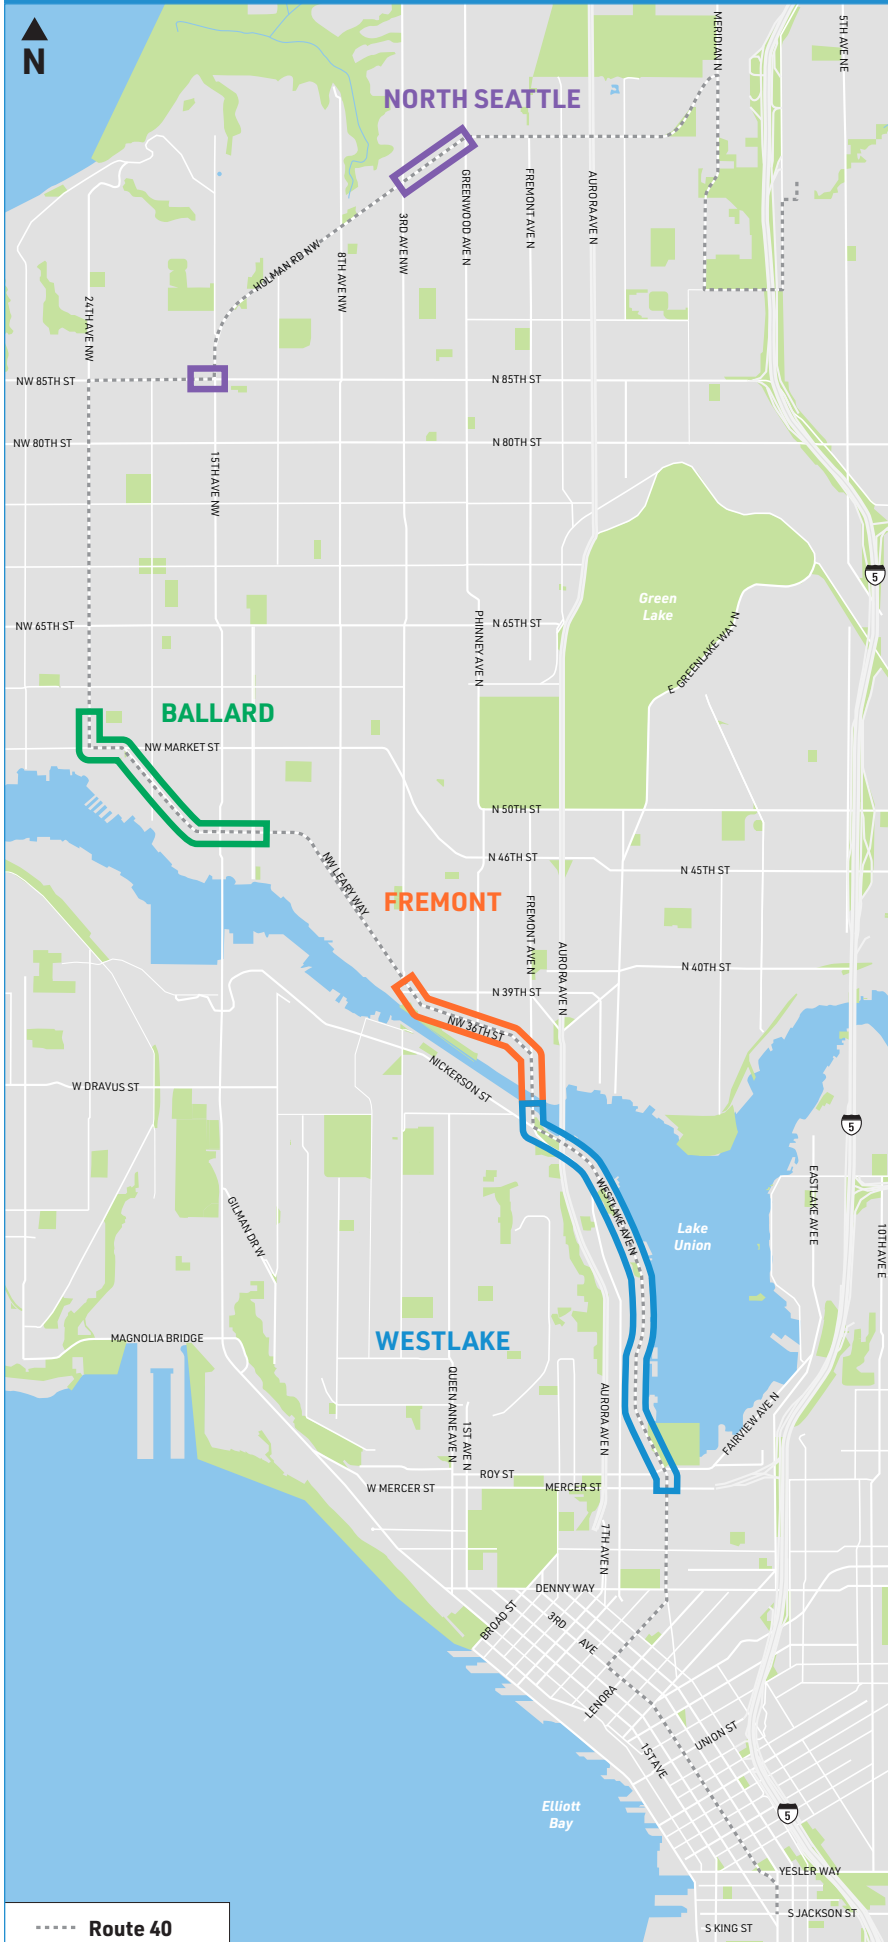 N
MERIDIAN N
5TH AVE NE
NORTH SEATTLE
GREENWOOD AVE N
FREMONT AVE N
AURORA AVE N
3RD AVE NW
8TH AVE NW
HOLMAN RD NW
24TH AVE NW
NW 85TH ST
N 85TH ST
NW 80TH ST
N 80TH ST
15TH AVE NW
5
Green
Lake
E GREENLAKE WAY N
NW 65TH ST
PHINNEY AVE N
N 65TH ST
BALLARD
NW MARKET ST
N 50TH ST
NW LEARY WAY
N 46TH ST
N 45TH ST
FREMONT
FREMONT AVE N
AURORA AVE N
N 40TH ST
N 39TH ST
NW 36TH ST
NICKERSON ST
W DRAVUS ST
5
EASTLAKE AVE E
10TH AVE E
WESTLAKE AVE N
Lake
Union
GILMAN DR W
MAGNOLIA BRIDGE
WESTLAKE
QUEEN ANNE AVE N
1ST AVE N
AURORA AVE N
FAIRVIEW AVE N
ROY ST
W MERCER ST
MERCER ST
7TH AVE N
DENNY WAY
BROAD ST
3RD AVE
LENORA
UNION ST
1ST AVE
Elliott
Bay
5
YESLER WAY
S JACKSON ST
S KING ST
Route 40